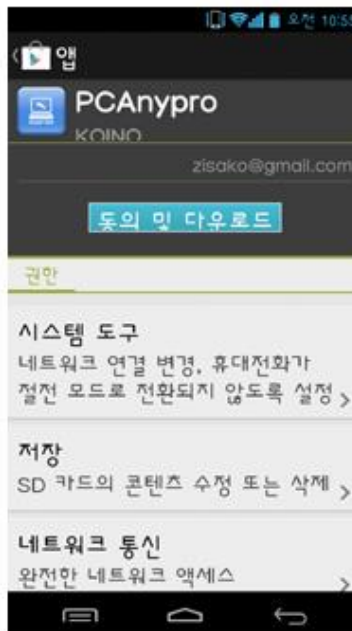 오전 10:55
앱
PCAnypro
KOINO
zisako@gmail.com
동의 및 다운로드
권한
시스템 도구
네트워크 연결 변경, 휴대전화가
절전 모드로 전환되지 않도록 설정
저장
SD 카드의 콘텐츠 수정 또는 삭제
네트워크 통신
완전한 네트워크 액세스